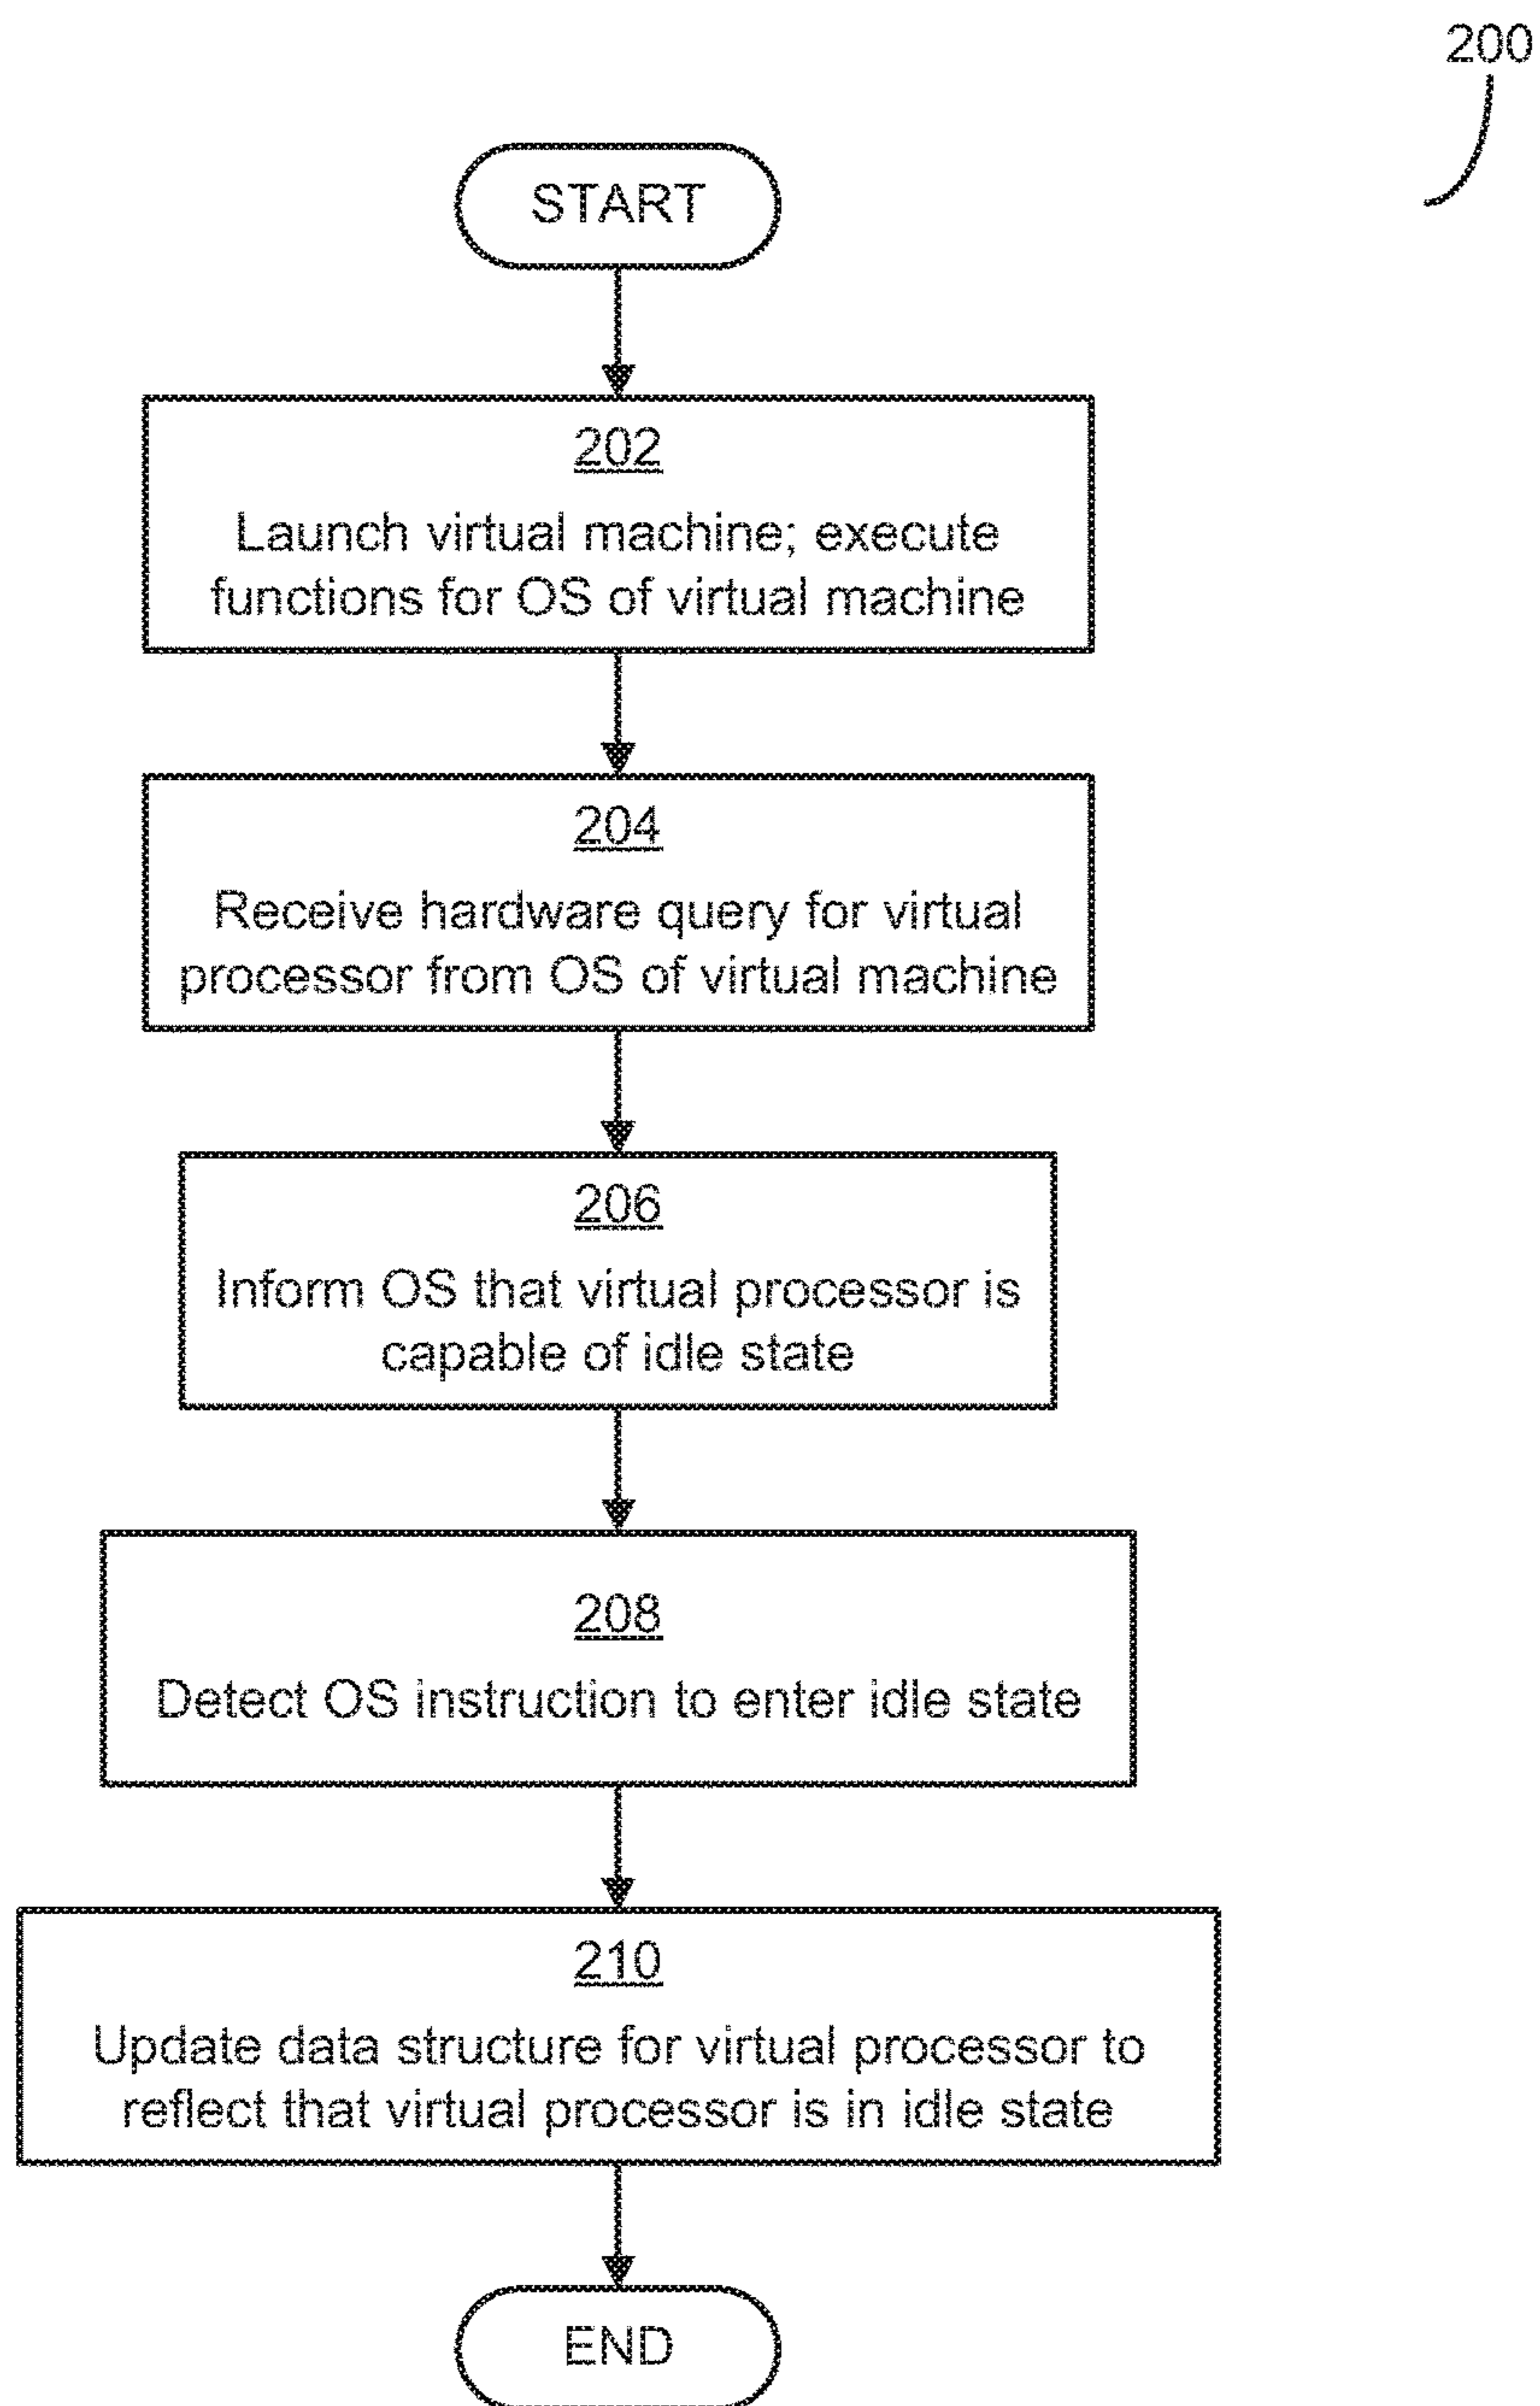 200
START
202
Launch virtual machine; execute
functions for OS of virtual machine
204
Receive hardware query for virtual
processor from OS of virtual machine
206
Inform OS that virtual processor is
capable of idle state
208
Detect OS instruction to enter idle state
210
Update data structure for virtual processor to
reflect that virtual processor is in idle state
END